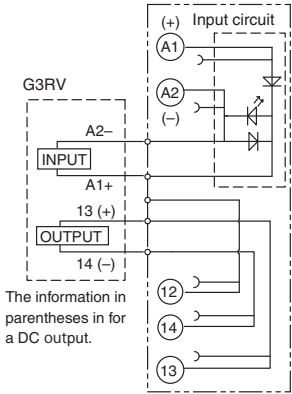 (+)
Input circuit
A1
G3RV
A2
(–)
A2–
INPUT
A1+
13 (+)
OUTPUT
14 (–)
The information in
parentheses in for
a DC output.
12
14
13